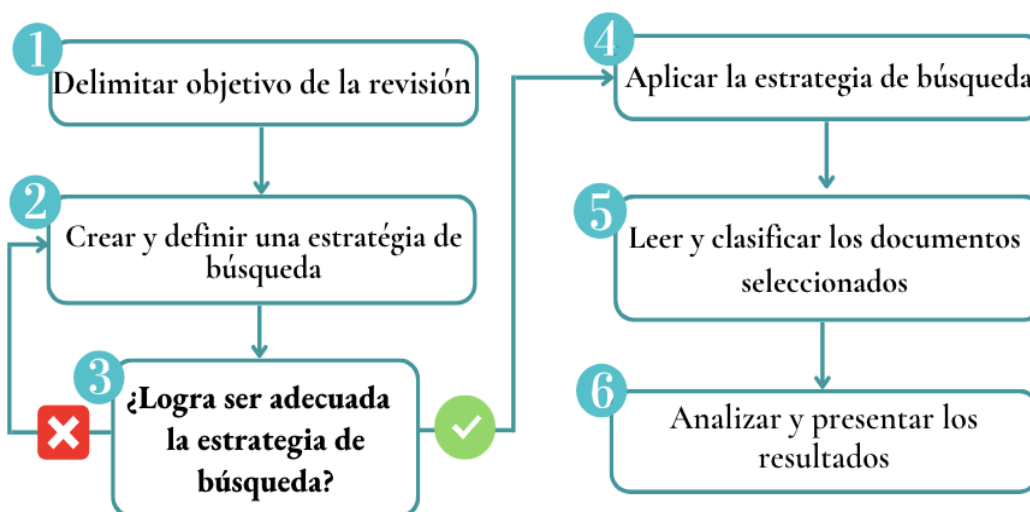 1
Delimitar objetivo de la revisión
2
Crear y definir una estratégia de
búsqueda
3
¿Logra ser adecuada
la estrategia de
búsqueda?
4
Aplicar la estrategia de búsqueda
5
Leer y clasificar los documentos
seleccionados
6
Analizar y presentar los
resultados